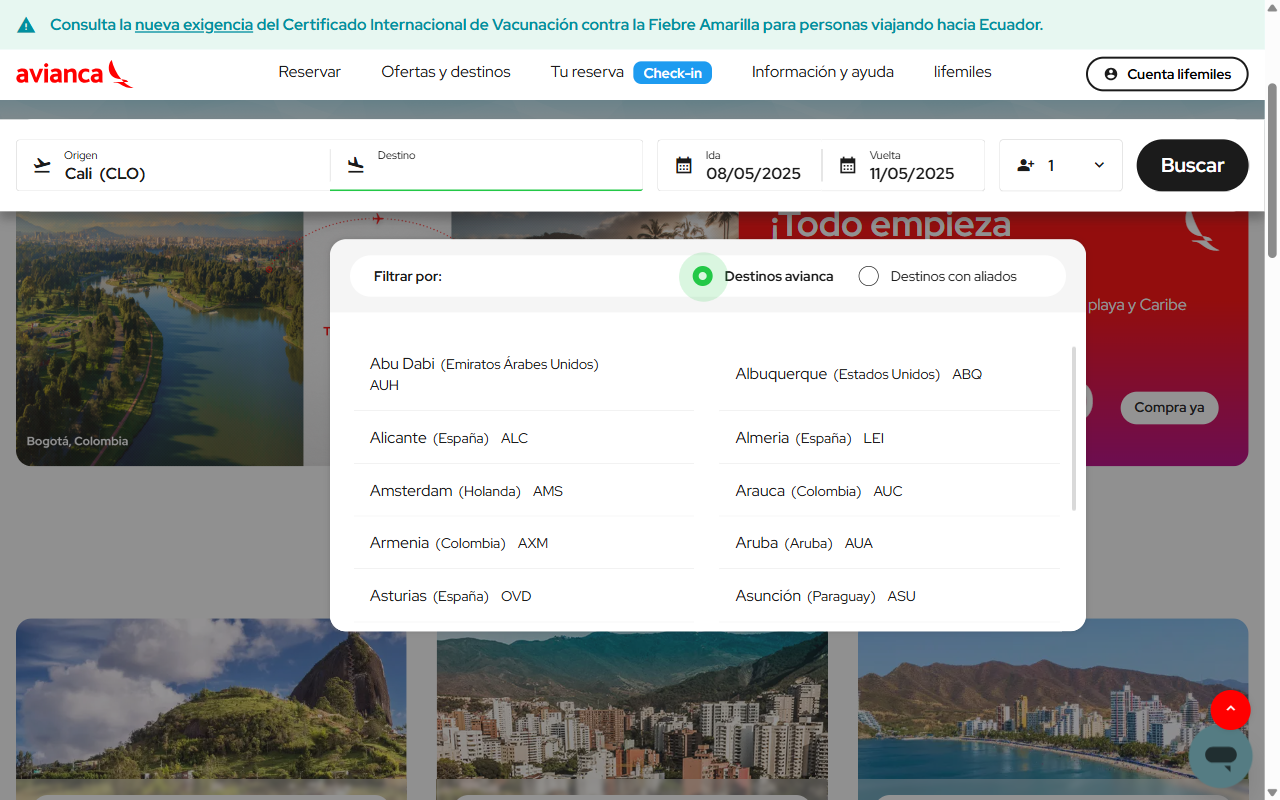 Consulta la nueva exigencia del Certificado Internacional de Vacunación contra la Fiebre Amarilla para personas viajando hacia Ecuador.
avianca
Reservar
Ofertas y destinos
Tu reserva
Check-in
Información y ayuda
lifemiles
Cuenta lifemiles
Origen
Cali (CLO)
Destino
Ida
08/05/2025
Vuelta
11/05/2025
1
Buscar
¡Todo empieza
playa y Caribe
Compra ya
T
Bogotá, Colombia
Filtrar por:
Destinos avianca
Destinos con aliados
Abu Dabi (Emiratos Árabes Unidos)
AUH
Albuquerque (Estados Unidos) ABQ
Alicante (España) ALC
Almeria (España) LEI
Amsterdam (Holanda) AMS
Arauca (Colombia) AUC
Armenia (Colombia) AXM
Aruba (Aruba) AUA
Asturias (España) OVD
Asunción (Paraguay) ASU